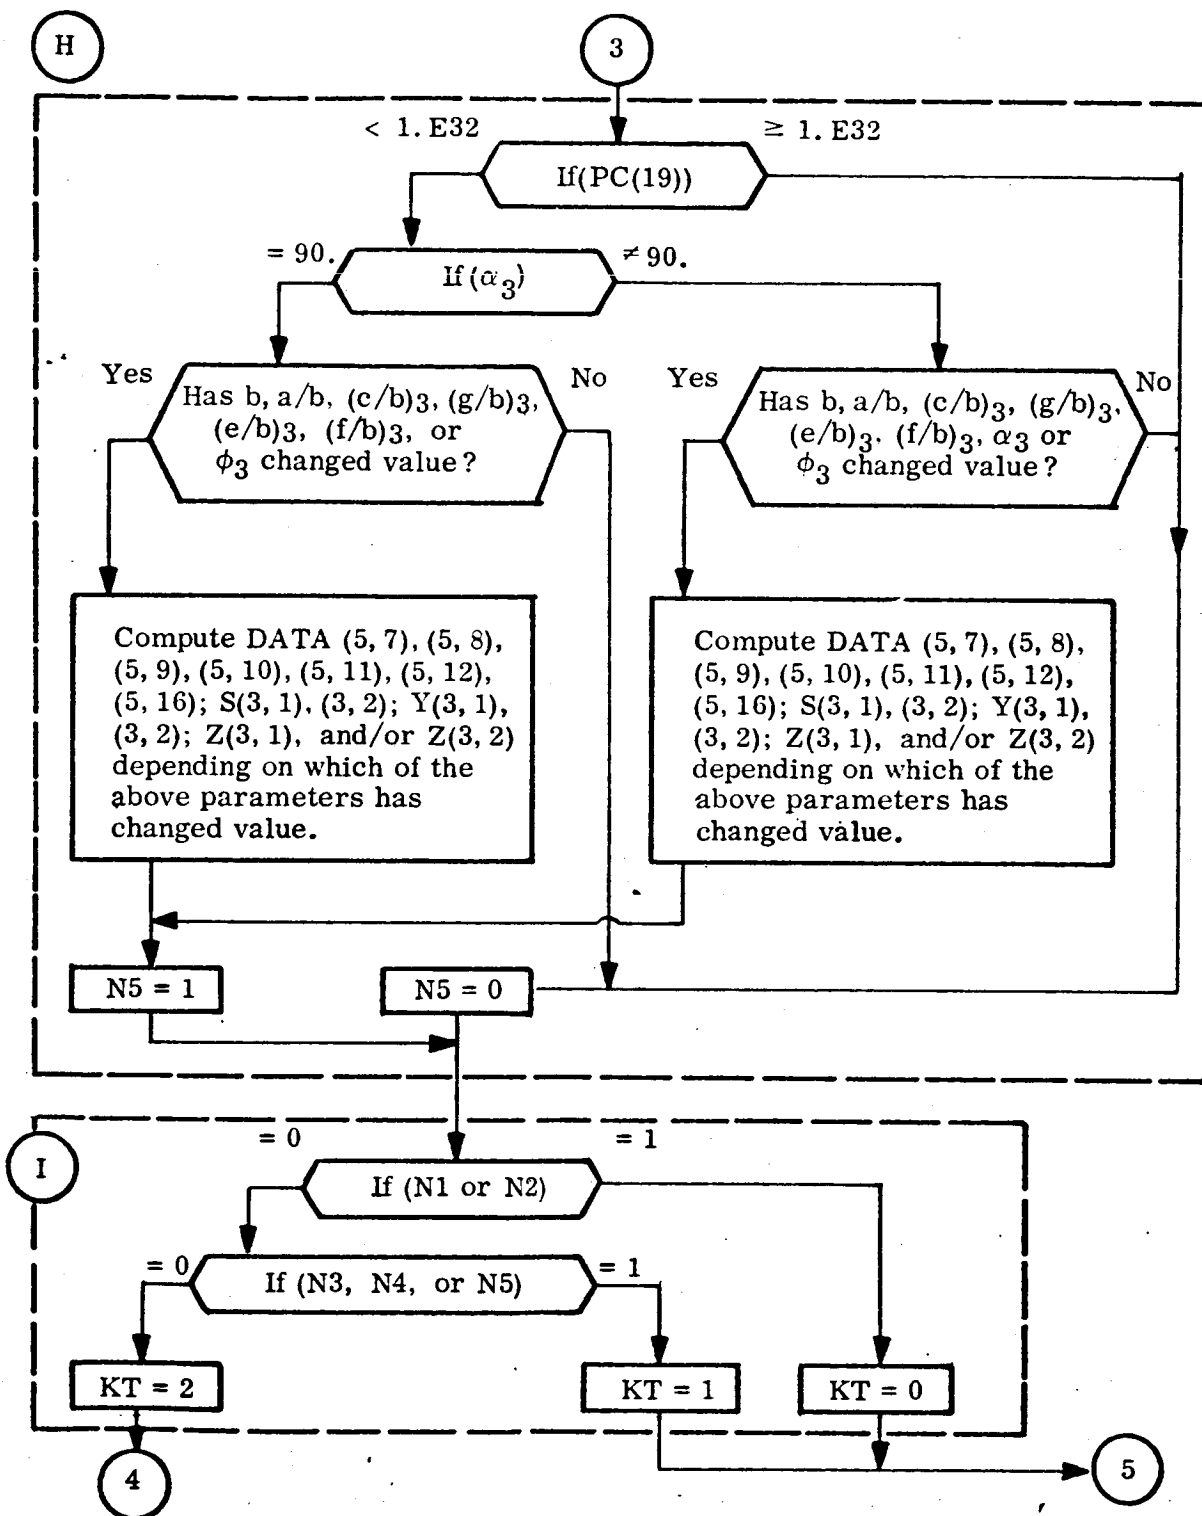 H
3
< 1. E32
≥ 1. E32
If(PC(19))
= 90.
≠ 90.
If (α3)
Yes
Has b, a/b, (c/b)3, (g/b)3,
(e/b)3, (f/b)3, or
ϕ3 changed value?
No
Yes
Has b, a/b, (c/b)3, (g/b)3,
(e/b)3, (f/b)3, α3 or
ϕ3 changed value?
No
Compute DATA (5, 7), (5, 8),
(5, 9), (5, 10), (5, 11), (5, 12),
(5, 16); S(3, 1), (3, 2); Y(3, 1),
(3, 2); Z(3, 1), and/or Z(3, 2)
depending on which of the
above parameters has
changed value.
Compute DATA (5, 7), (5, 8),
(5, 9), (5, 10), (5, 11), (5, 12),
(5, 16); S(3, 1), (3, 2); Y(3, 1),
(3, 2); Z(3, 1), and/or Z(3, 2)
depending on which of the
above parameters has
changed value.
N5 = 1
N5 = 0
I
= 0
= 1
If (N1 or N2)
= 0
If (N3, N4, or N5)
= 1
KT = 2
KT = 1
KT = 0
4
5